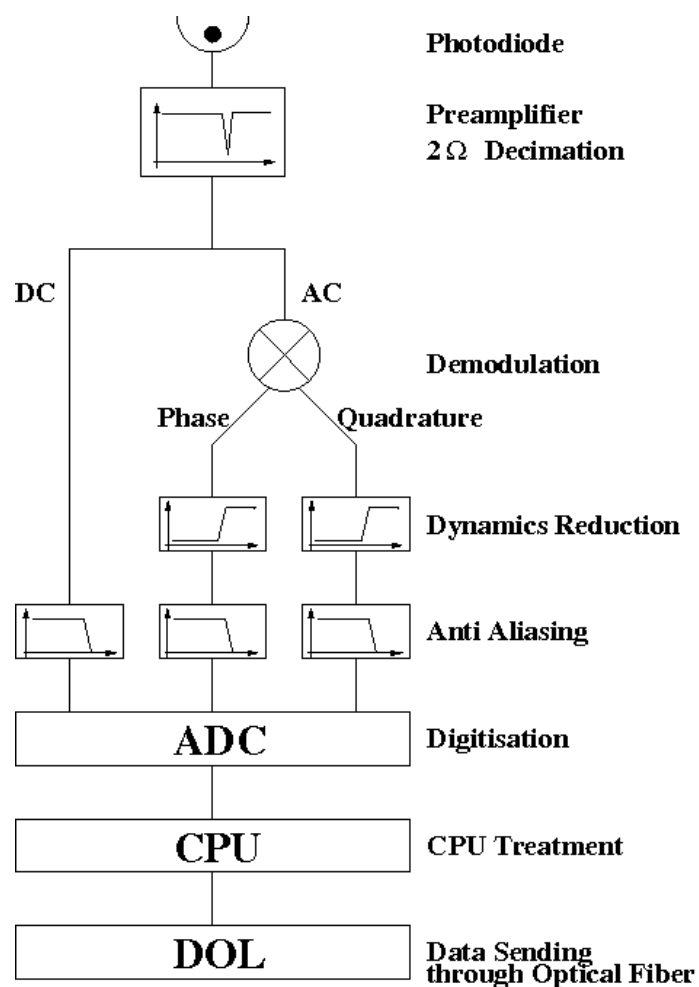 Photodiode
Preamplifier
2 Ω Decimation
DC
AC
Demodulation
Phase
Quadrature
Dynamics Reduction
Anti Aliasing
ADC
Digitisation
CPU
CPU Treatment
DOL
Data Sending
through Optical Fiber